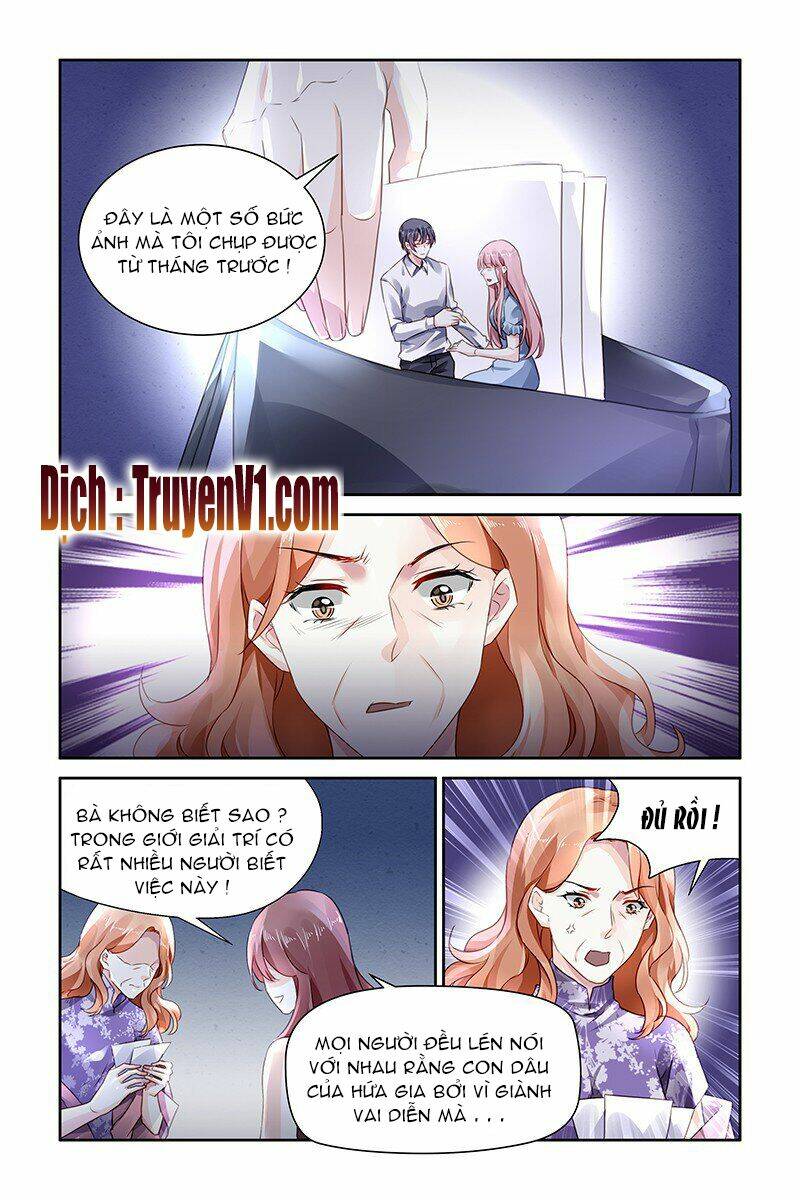 ĐÂY LÀ MỘT SỐ BỨC
ẢNH MÀ TÔI CHỤP ĐƯỢC
TỪ THÁNG TRƯỚC !
Dịch : TruyenV1.com
BÀ KHÔNG BIẾT SAO ?
TRONG GIỚI GIẢI TRÍ CÓ
RẤT NHIỀU NGƯỜI BIẾT
VIỆC NÀY !
ĐỦ RỒI !
MỌI NGƯỜI ĐỀU LÉN NÓI
VỚI NHAU RẰNG CON DÂU
CỦA HỨA GIA BỞI VÌ GIÀNH
VAI DIỄN MÀ . . .